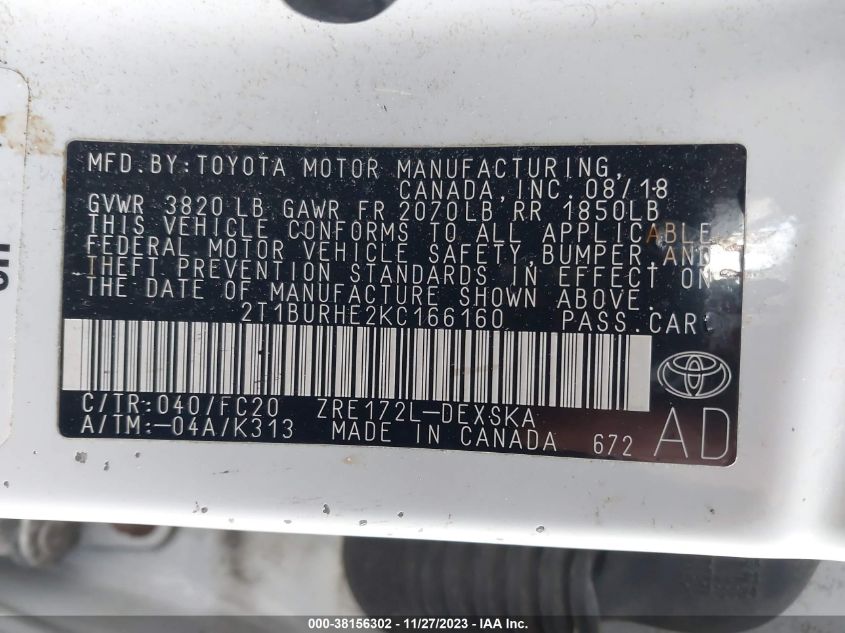 MFD.BY:TOYOTA MOTOR MANUFACTURING,
CANADA,INC. 08/18
GVWR 3820LB GAWR FR 2070LB RR 1850LB
THIS VEHICLE CONFORMS TO ALL APPLICABLE
FEDERAL MOTOR VEHICLE SAFETY,BUMPER,AND
THEFT PREVENTION STANDARDS IN EFFECT ON
THE DATE OF MANUFACTURE SHOWN ABOVE.
2T1BURHE2KC166160 PASS.CAR
C/TR:040/FC20 ZRE172L-DEXSKA
A/TM:-04A/K313 MADE IN CANADA 672
AD
000-38156302 - 11/27/2023 - IAA Inc.